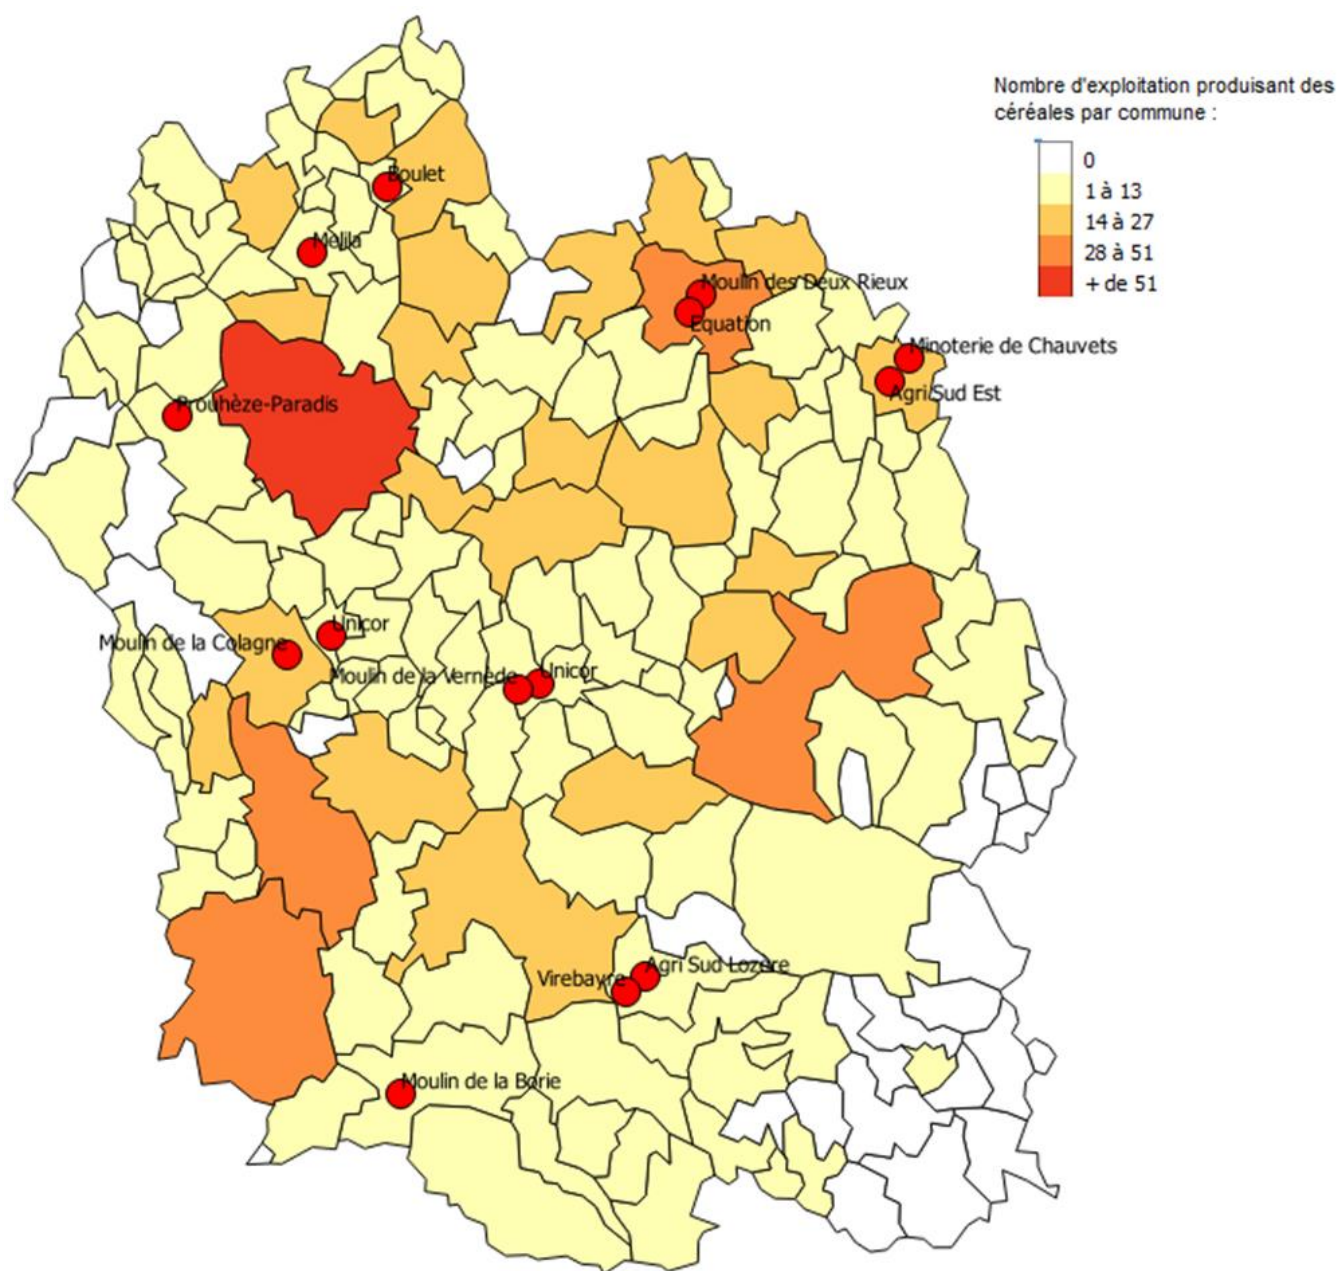 Nombre d'exploitation produisant des
céréales par commune :
0
1 à 13
14 à 27
28 à 51
+ de 51
Boulet
Mélila
Moulin des Deux Rieux
Equation
Minoterie de Chauvets
Agri Sud Est
Prouhèze-Paradis
Unicor
Moulin de la Colagne
Moulin de la Vernède
Unicor
Agri Sud Lozère
Virebayre
Moulin de la Borie